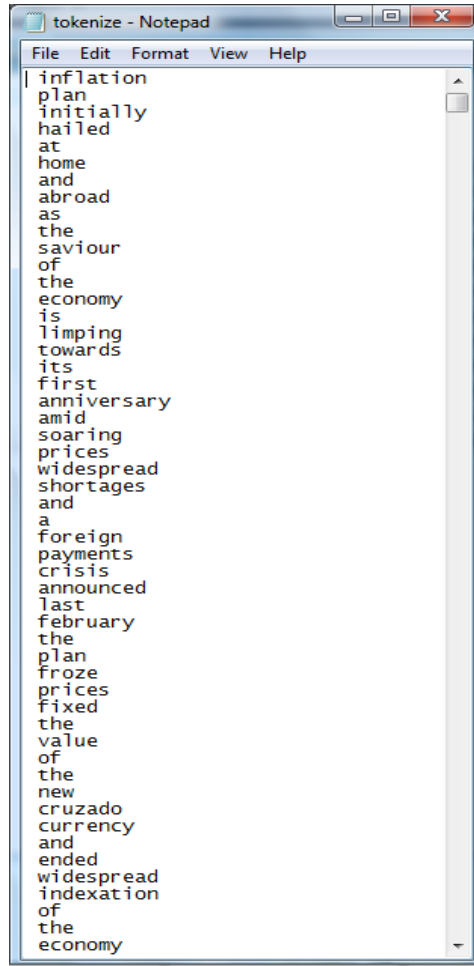 tokenize - Notepad
File Edit Format View Help
inflation
plan
initially
hailed
at
home
and
abroad
as
the
saviour
of
the
economy
is
limping
towards
its
first
anniversary
amid
soaring
prices
widespread
shortages
and
a
foreign
payments
crisis
announced
last
february
the
plan
froze
prices
fixed
the
value
of
the
new
cruzado
currency
and
ended
widespread
indexation
of
the
economy